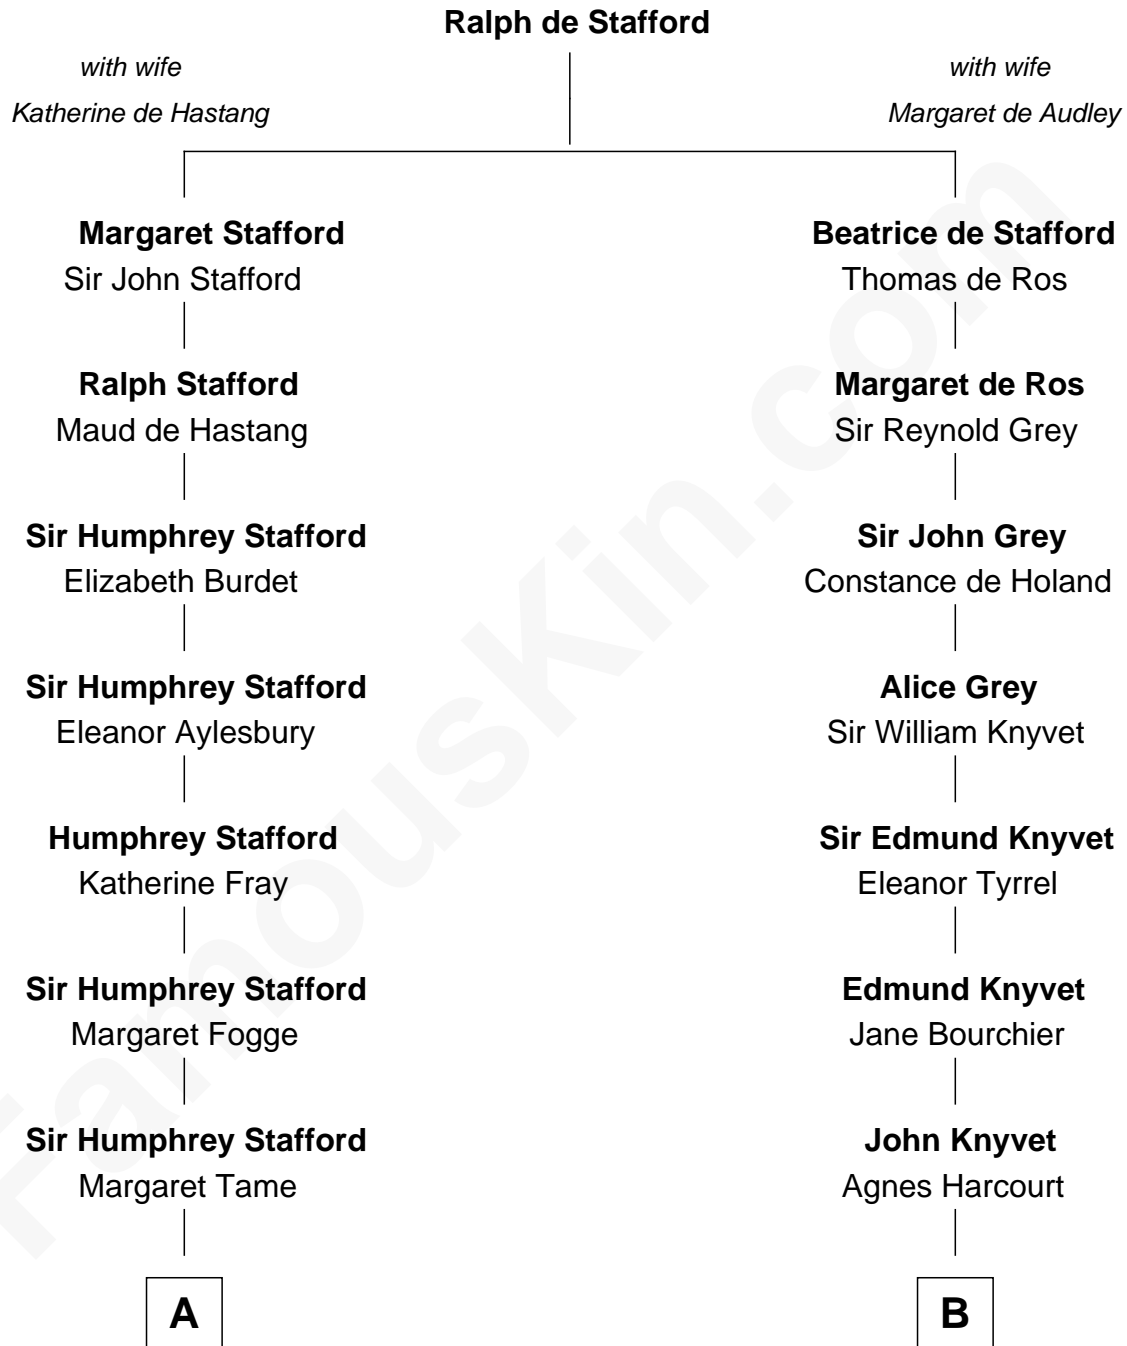 Ralph de Stafford
with wife
Katherine de Hastang
with wife
Margaret de Audley
Margaret Stafford
Sir John Stafford
Beatrice de Stafford
Thomas de Ros
Ralph Stafford
Maud de Hastang
Margaret de Ros
Sir Reynold Grey
Sir Humphrey Stafford
Elizabeth Burdet
Sir John Grey
Constance de Holand
Sir Humphrey Stafford
Eleanor Aylesbury
Alice Grey
Sir William Knyvet
Humphrey Stafford
Katherine Fray
Sir Edmund Knyvet
Eleanor Tyrrel
Sir Humphrey Stafford
Margaret Fogge
Edmund Knyvet
Jane Bourchier
Sir Humphrey Stafford
Margaret Tame
John Knyvet
Agnes Harcourt
A
B
FamousKin.com